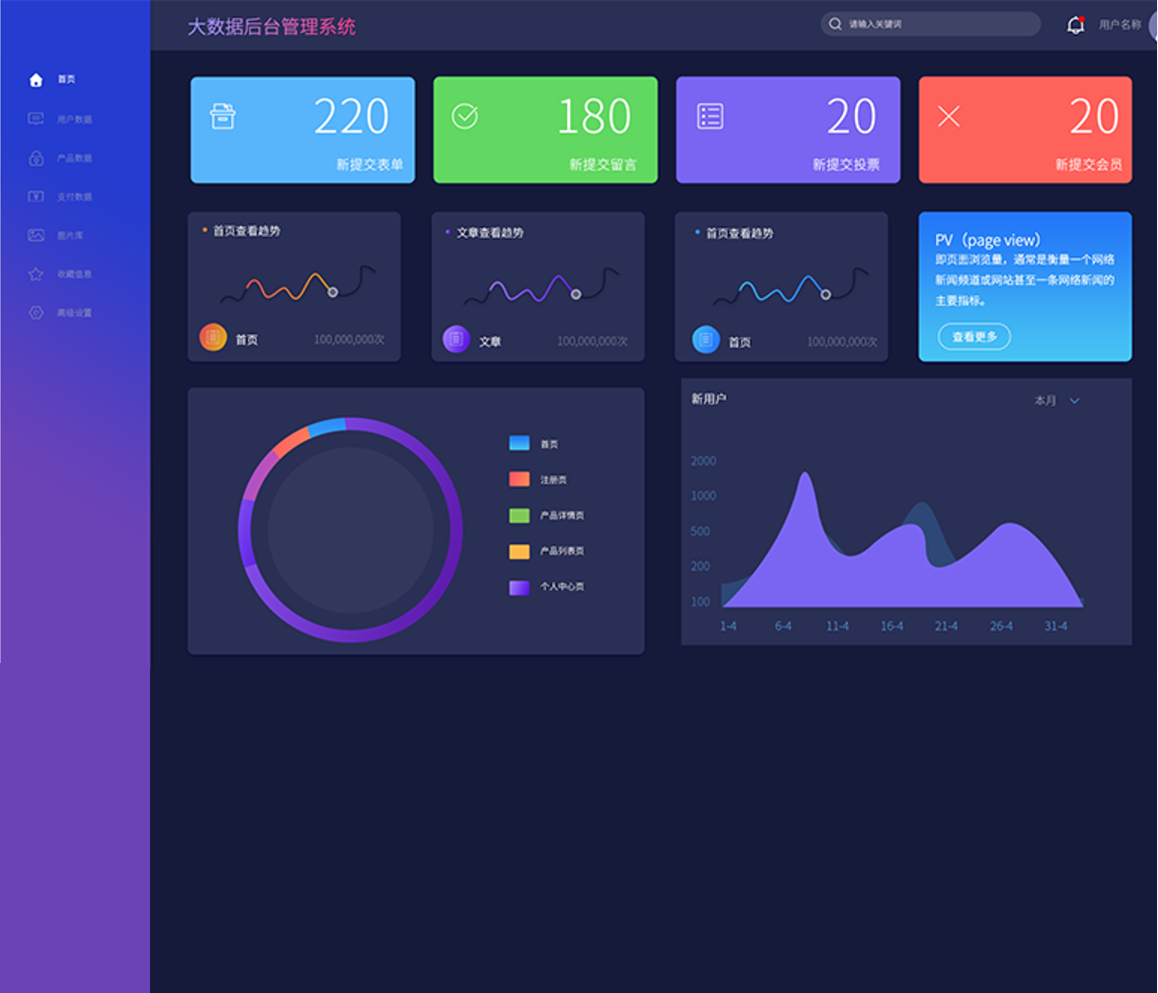 大数据后台管理系统
请输入关键词
用户名称
首页
用户数据
产品数据
支付数据
图片库
收藏信息
高级设置
220
新提交表单
180
新提交留言
20
新提交投票
20
新提交会员
首页查看趋势
首页
100,000,000次
文章查看趋势
文章
100,000,000次
首页查看趋势
首页
100,000,000次
PV（page view）
即页面浏览量，通常是衡量一个网络
新闻频道或网站甚至一条网络新闻的
主要指标。
查看更多
首页
注册页
产品详情页
产品列表页
个人中心页
新用户
本月
2000
1000
500
200
100
1-4
6-4
11-4
16-4
21-4
26-4
31-4